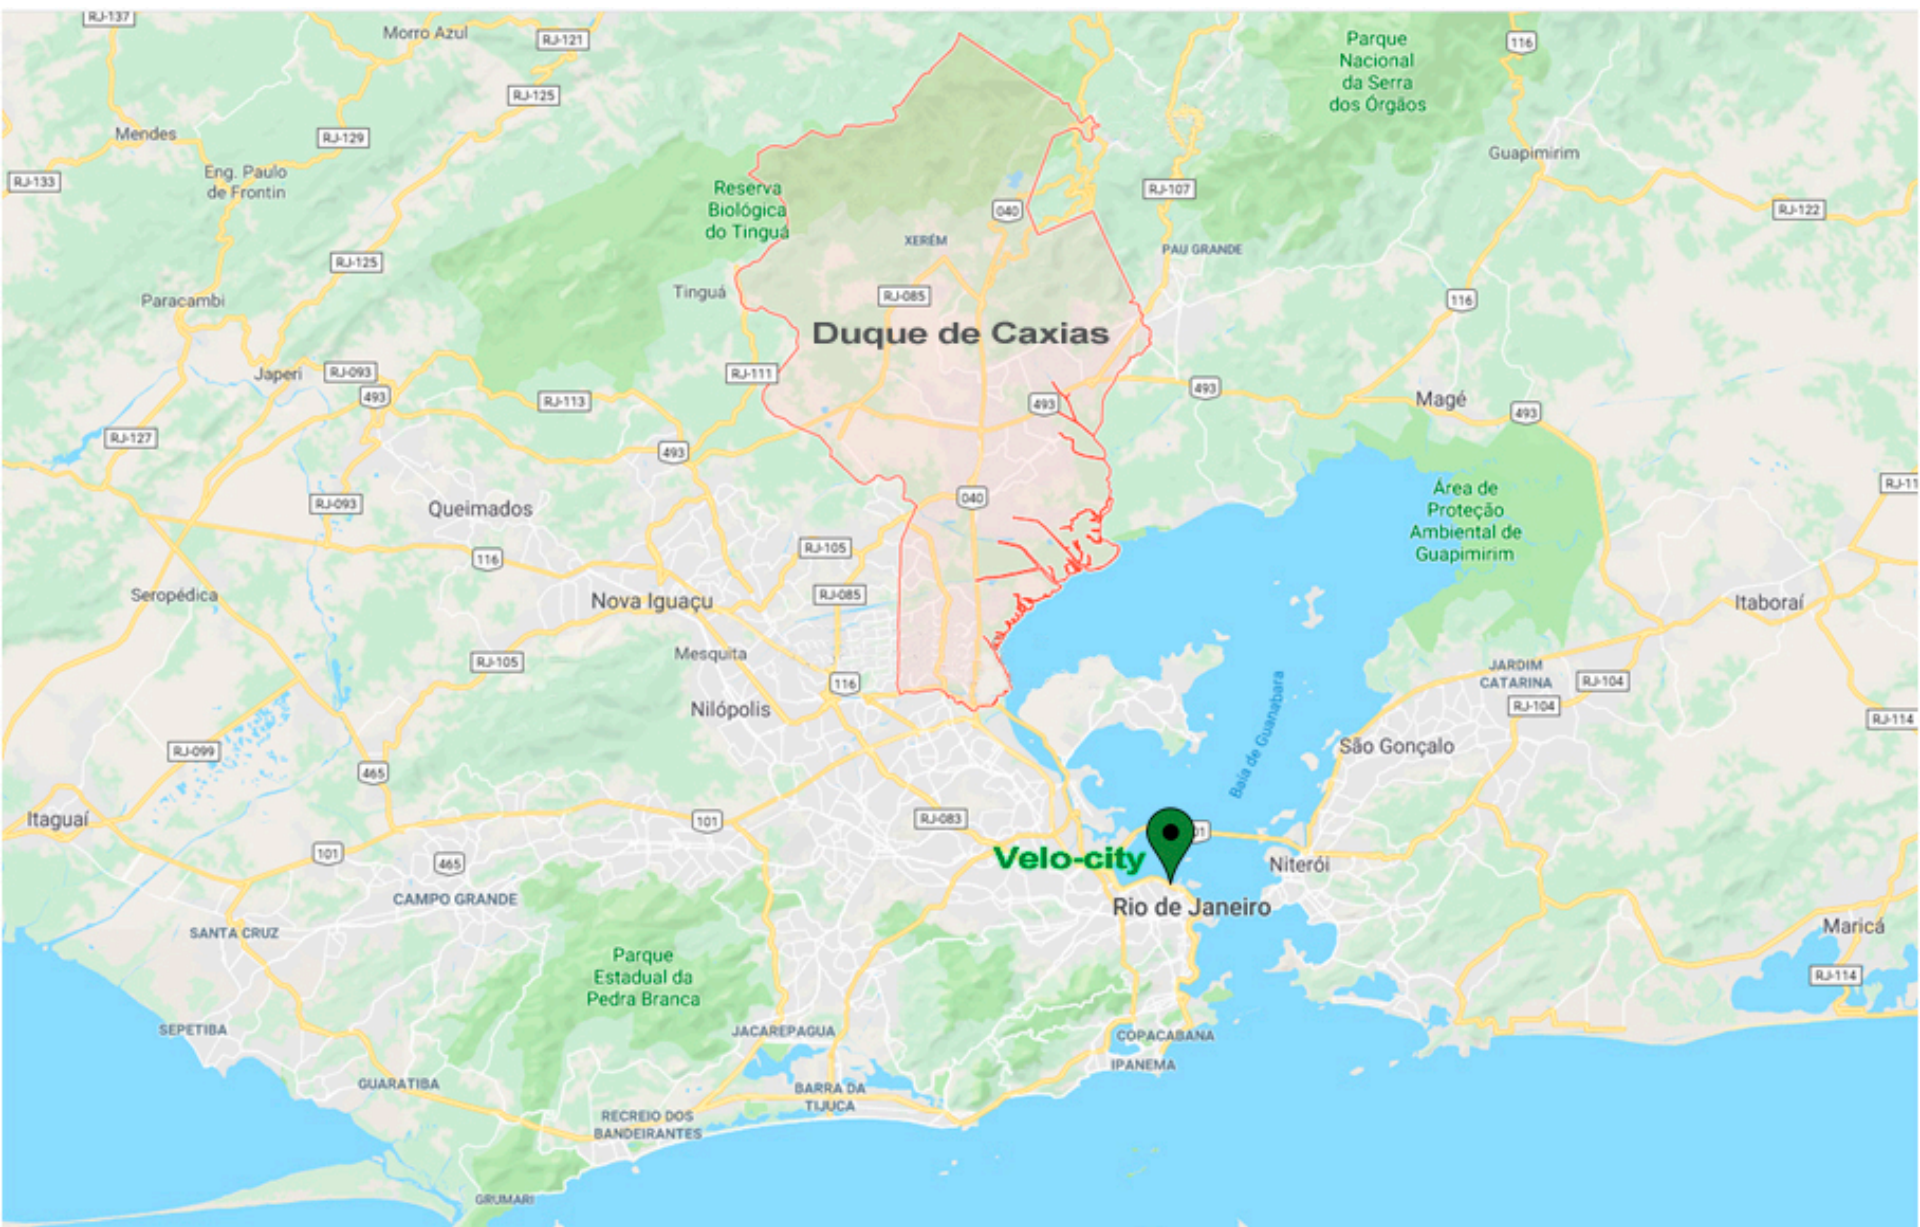 RJ-137
Morro Azul
RJ-121
Parque
Nacional
da Serra
dos Órgãos
116
RJ-125
Mendes
RJ-129
Guapimirim
Eng. Paulo
de Frontin
RJ-133
Reserva
Biológica
do Tinguá
040
RJ-107
RJ-122
XERÉM
PAU GRANDE
RJ-125
Paracambi
Tinguá
RJ-085
116
Duque de Caxias
Japeri
RJ-093
RJ-111
493
493
RJ-113
493
Magé
493
RJ-127
493
RJ-093
Queimados
040
Área de
Proteção
Ambiental de
Guapimirim
RJ-11
116
RJ-105
Seropédica
Nova Iguaçu
RJ-085
Itaboraí
RJ-105
Mesquita
116
JARDIM
CATARINA
RJ-104
Nilópolis
RJ-104
RJ-114
RJ-099
465
Baía de Guanabara
São Gonçalo
Itaguaí
101
RJ-083
01
101
465
Velo-city
Niterói
CAMPO GRANDE
Rio de Janeiro
SANTA CRUZ
Maricá
Parque
Estadual da
Pedra Branca
RJ-114
SEPETIBA
JACAREPAGUA
COPACABANA
IPANEMA
GUARATIBA
BARRA DA
TIJUCA
RECREIO DOS
BANDEIRANTES
GRUMARI